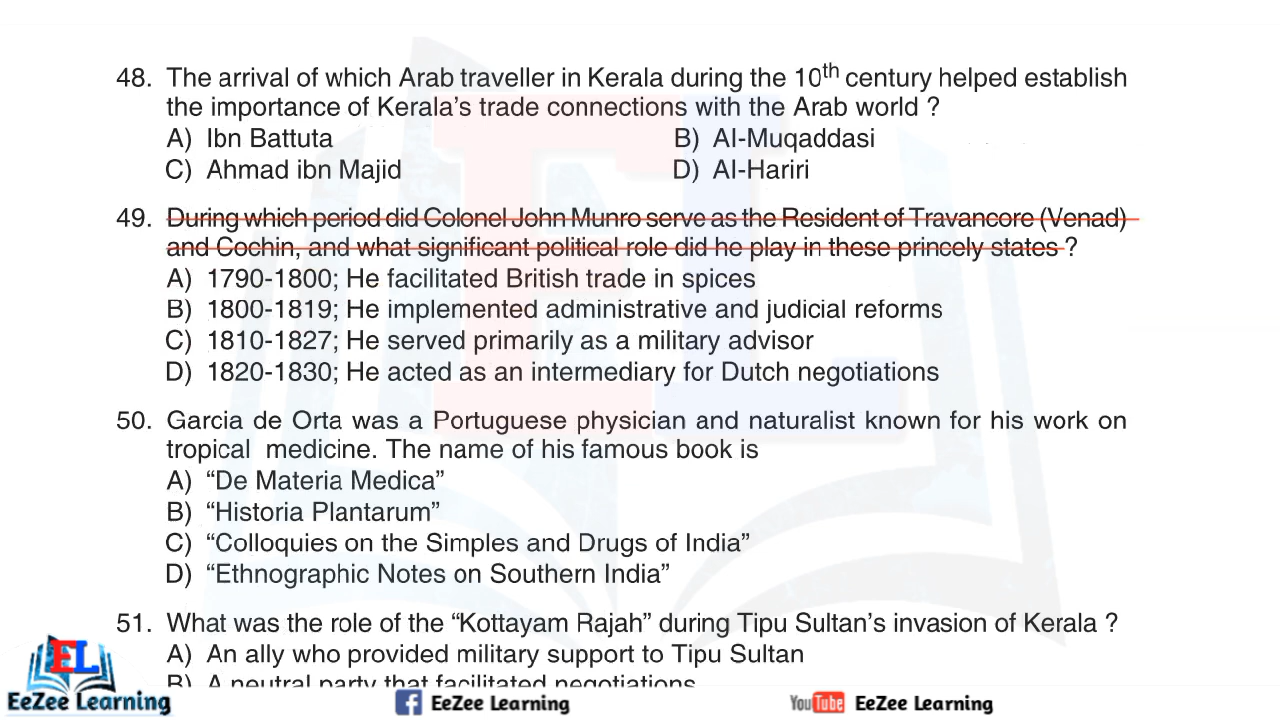 48. The arrival of which Arab traveller in Kerala during the 10th century helped establish
the importance of Kerala's trade connections with the Arab world ?
A) Ibn Battuta B) Al-Muqaddasi
C) Ahmad ibn Majid D) Al-Hariri
49. During which period did Colonel John Munro serve as the Resident of Travancore (Venad)
and Cochin, and what significant political role did he play in these princely states ?
A) 1790-1800; He facilitated British trade in spices
B) 1800-1819; He implemented administrative and judicial reforms
C) 1810-1827; He served primarily as a military advisor
D) 1820-1830; He acted as an intermediary for Dutch negotiations
50. Garcia de Orta was a Portuguese physician and naturalist known for his work on
tropical medicine. The name of his famous book is
A) “De Materia Medica”
B) “Historia Plantarum”
C) “Colloquies on the Simples and Drugs of India”
D) “Ethnographic Notes on Southern India”
51. What was the role of the “Kottayam Rajah” during Tipu Sultan's invasion of Kerala ?
A) An ally who provided military support to Tipu Sultan
B) A neutral party that facilitated negotiations
EL
EeZee Learning f EeZee Learning YouTube EeZee Learning